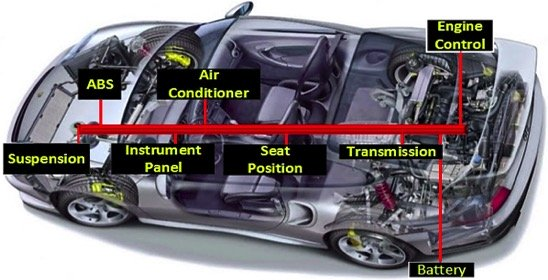 Engine
Control
Air
Conditioner
ABS
Suspension
Instrument
Panel
Seat
Position
Transmission
Battery